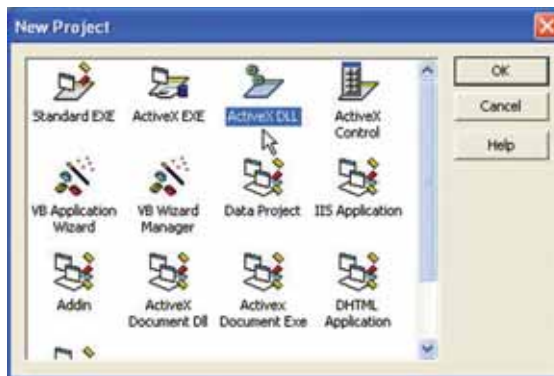 New Project
OK
Cancel
Help
Standard EXE
ActiveX EXE
ActiveX DLL
ActiveX
Control
VB Application
Wizard
VB Wizard
Manager
Data Project
IIS Application
Addin
ActiveX
Document Dll
Activex
Document Exe
DHTML
Application